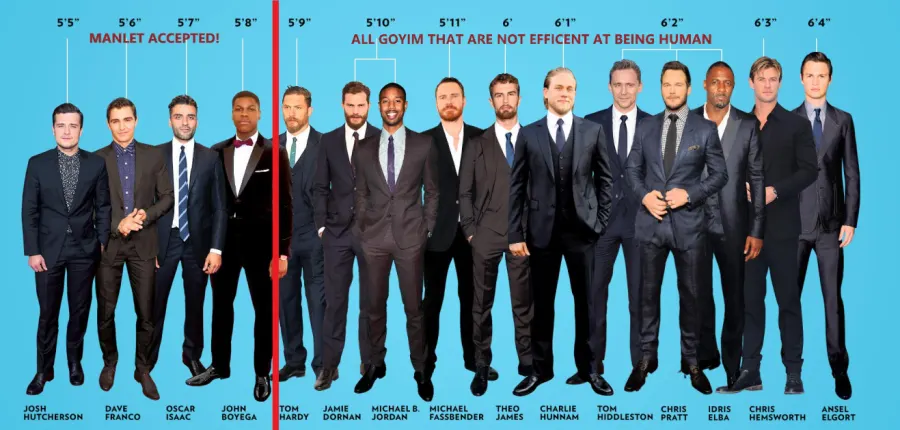 5'5" 5'6" 5'7" 5'8" 5'9" 5'10" 5'11" 6' 6'1" 6'2" 6'3" 6'4"
MANLET ACCEPTED! ALL GOYIM THAT ARE NOT EFFICENT AT BEING HUMAN
JOSH
HUTCHERSON
DAVE
FRANCO
OSCAR
ISAAC
JOHN
BOYEGA
TOM
HARDY
JAMIE
DORNAN
MICHAEL B.
JORDAN
MICHAEL
FASSBENDER
THEO
JAMES
CHARLIE
HUNNAM
TOM
HIDDLESTON
CHRIS
PRATT
IDRIS
ELBA
CHRIS
HEMSWORTH
ANSEL
ELGORT